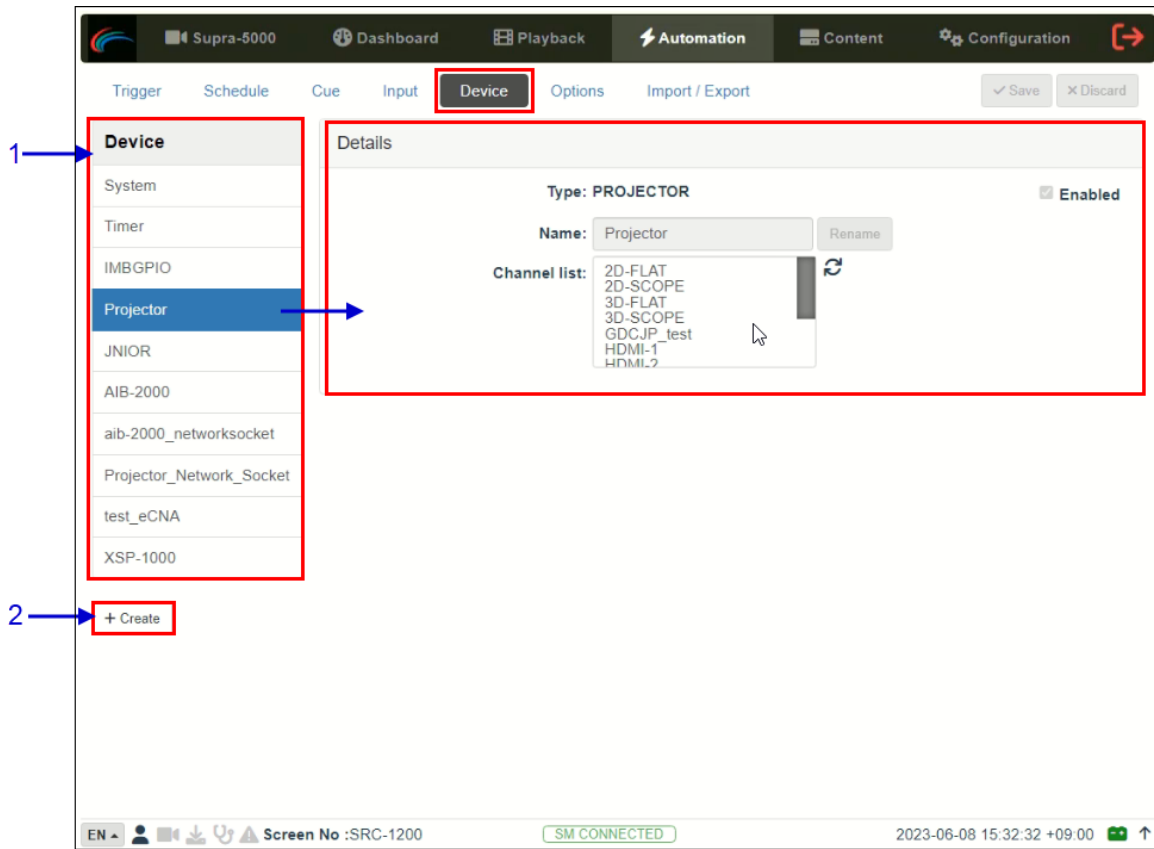 Supra-5000 Dashboard Playback Automation Content Configuration
Trigger Schedule Cue Input Device Options Import / Export Save Discard
1
Device
System
Timer
IMBGPIO
Projector
JNIOR
AIB-2000
aib-2000_networksocket
Projector_Network_Socket
test_eCNA
XSP-1000
2
+ Create
Details
Type: PROJECTOR Enabled
Name: Projector Rename
Channel list:
2D-FLAT
2D-SCOPE
3D-FLAT
3D-SCOPE
GDCJP_test
HDMI-1
HDMI-2
EN Screen No :SRC-1200 SM CONNECTED 2023-06-08 15:32:32 +09:00